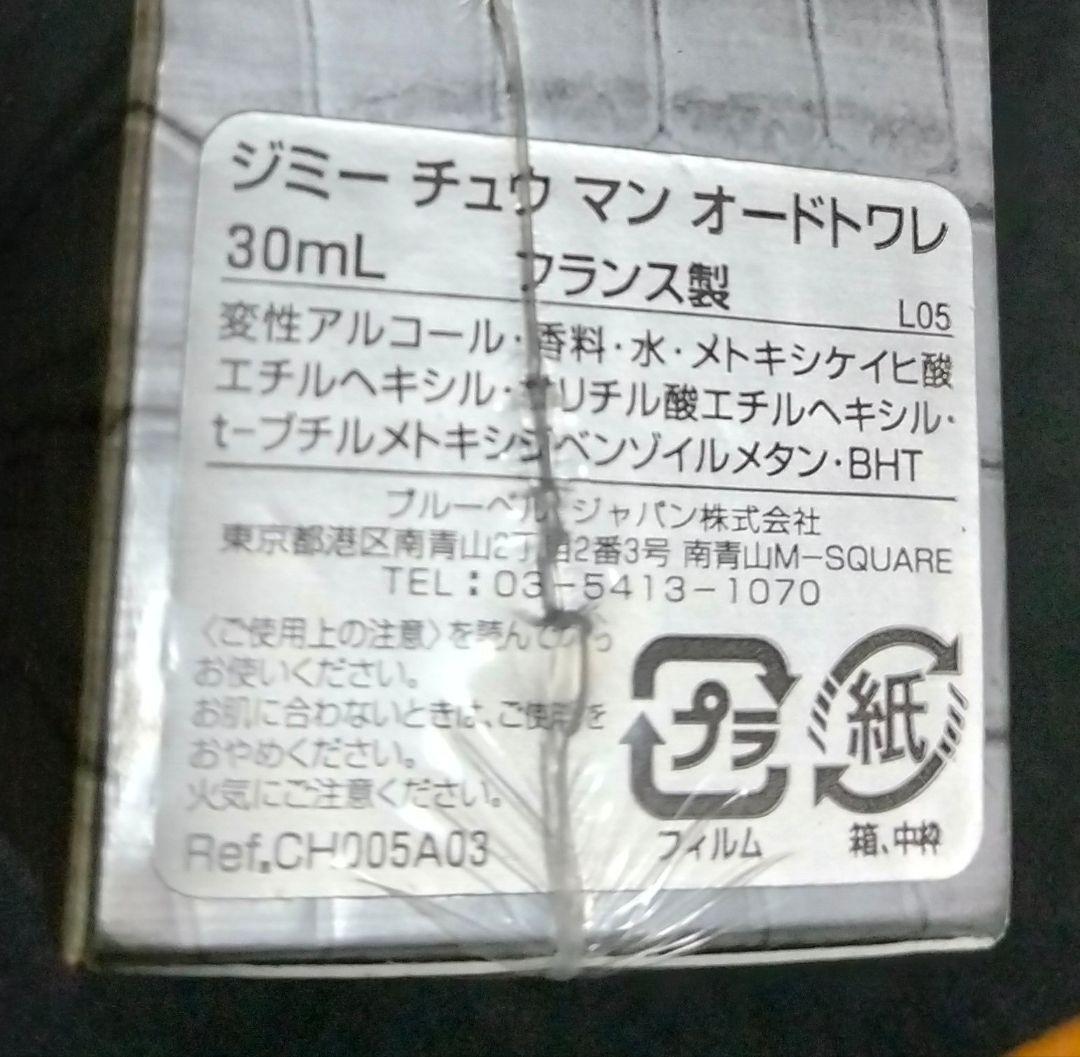 ジミー チュウ マン オードトワレ
30mL フランス製 L05
変性アルコール・香料・水・メトキシケイヒ酸
エチルヘキシル・サリチル酸エチルヘキシル・
t−ブチルメトキシジベンゾイルメタン・BHT
ブルーベル・ジャパン株式会社
東京都港区南青山2丁目2番3号 南青山M−SQUARE
TEL：03−5413−1070
〈ご使用上の注意〉を読んでから
お使いください。
お肌に合わないときは、ご使用を
おやめください。
火気にご注意ください。
Ref.CH005A03
プラ
フィルム
紙
箱、中枠